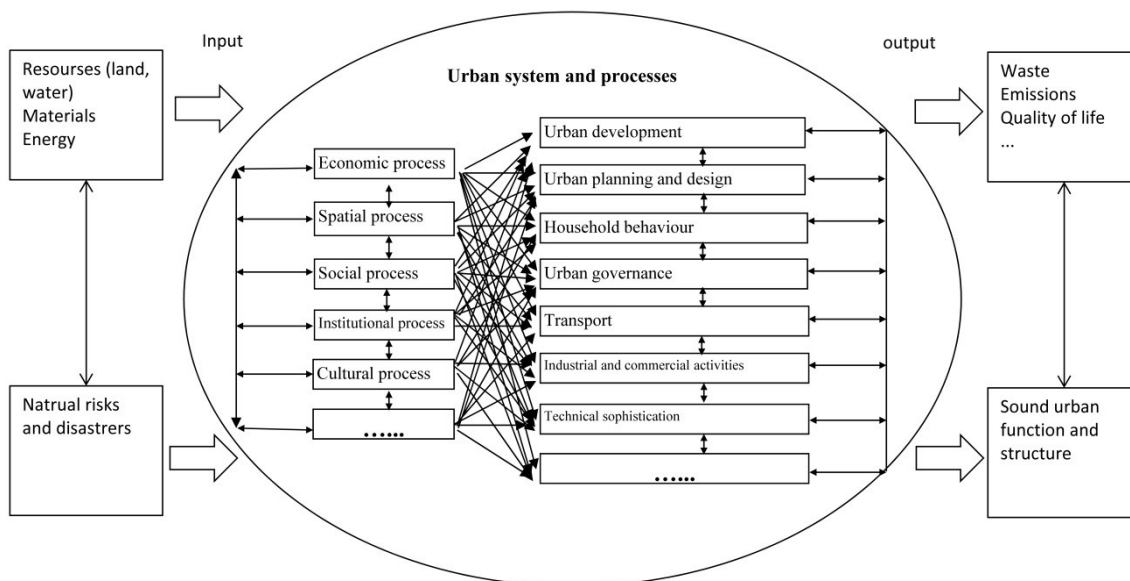 Input
output
Resourses (land,
water)
Materials
Energy
Natrual risks
and disastrers
Urban system and processes
Economic process
Spatial process
Social process
Institutional process
Cultural process
......
Urban development
Urban planning and design
Household behaviour
Urban governance
Transport
Industrial and commercial activities
Technical sophistication
......
Waste
Emissions
Quality of life
...
Sound urban
function and
structure